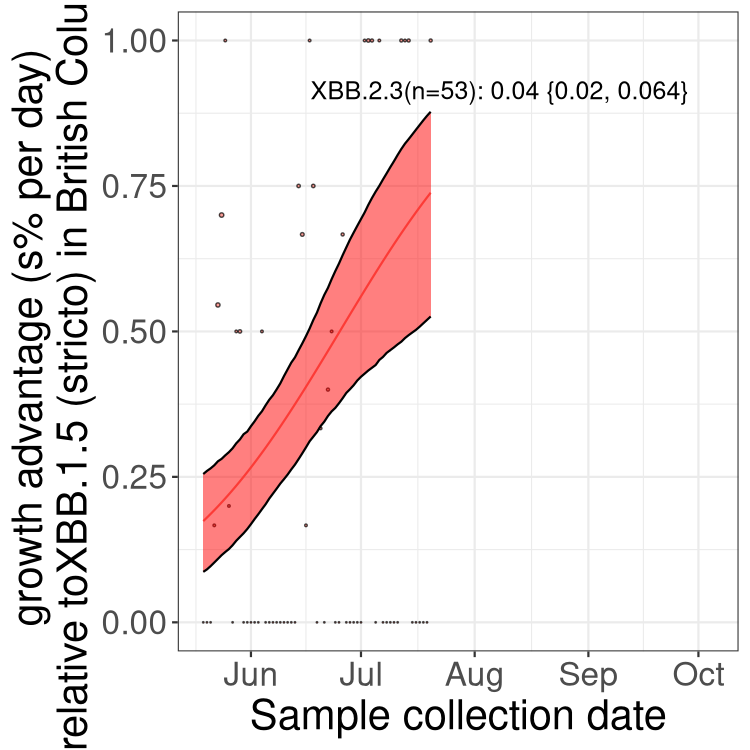 growth advantage (s% per day)
relative toXBB.1.5 (stricto) in British Colu
1.00
0.75
0.50
0.25
0.00
XBB.2.3(n=53): 0.04 {0.02, 0.064}
Jun Jul Aug Sep Oct
Sample collection date